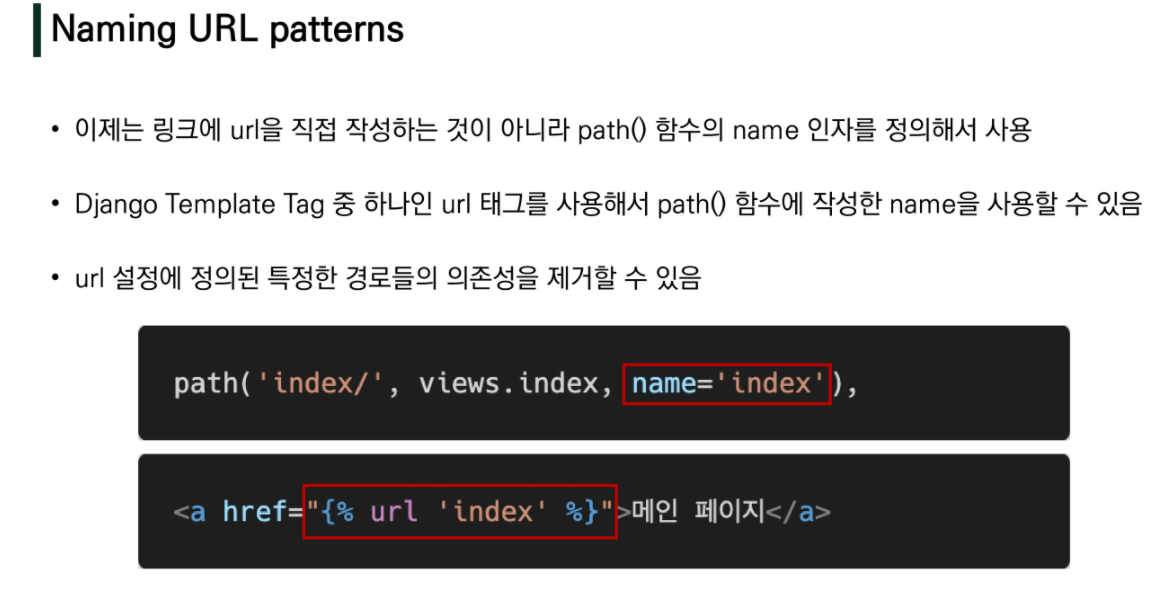 Naming URL patterns
• 이제는 링크에 url을 직접 작성하는 것이 아니라 path() 함수의 name 인자를 정의해서 사용
• Django Template Tag 중 하나인 url 태그를 사용해서 path() 함수에 작성한 name을 사용할 수 있음
• url 설정에 정의된 특정한 경로들의 의존성을 제거할 수 있음
path('index/', views.index, name='index'),
<a href="{% url 'index' %}">메인 페이지</a>